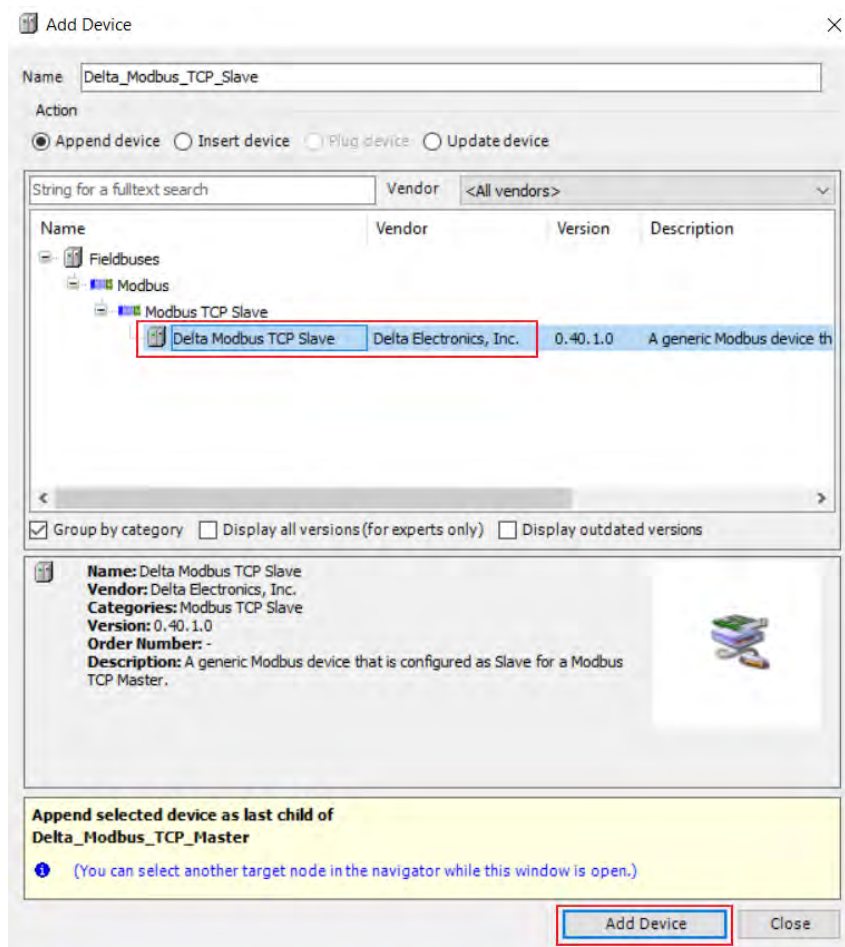 Add Device
Name Delta_Modbus_TCP_Slave
Action
Append device Insert device Plug device Update device
String for a fulltext search Vendor <All vendors>
Name Vendor Version Description
Fieldbuses
Modbus
Modbus TCP Slave
Delta Modbus TCP Slave Delta Electronics, Inc. 0.40.1.0 A generic Modbus device th
Group by category Display all versions (for experts only) Display outdated versions
Name: Delta Modbus TCP Slave
Vendor: Delta Electronics, Inc.
Categories: Modbus TCP Slave
Version: 0.40.1.0
Order Number: -
Description: A generic Modbus device that is configured as Slave for a Modbus
TCP Master.
Append selected device as last child of
Delta_Modbus_TCP_Master
(You can select another target node in the navigator while this window is open.)
Add Device Close